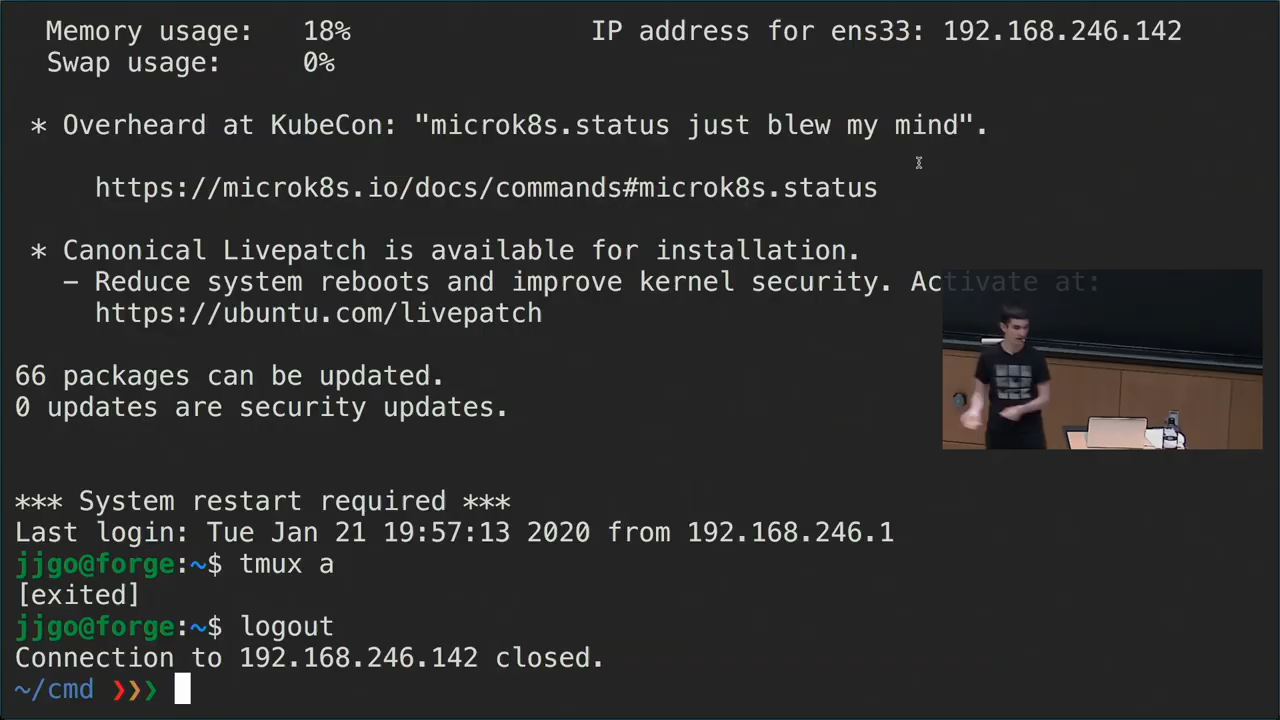 Memory usage:   18%               IP address for ens33: 192.168.246.142
Swap usage:     0%
* Overheard at KubeCon: "microk8s.status just blew my mind".
https://microk8s.io/docs/commands#microk8s.status
* Canonical Livepatch is available for installation.
- Reduce system reboots and improve kernel security. Activate at:
https://ubuntu.com/livepatch
66 packages can be updated.
0 updates are security updates.
*** System restart required ***
Last login: Tue Jan 21 19:57:13 2020 from 192.168.246.1
jjgo@forge:~$ tmux a
[exited]
jjgo@forge:~$ logout
Connection to 192.168.246.142 closed.
~/cmd ❯❯❯